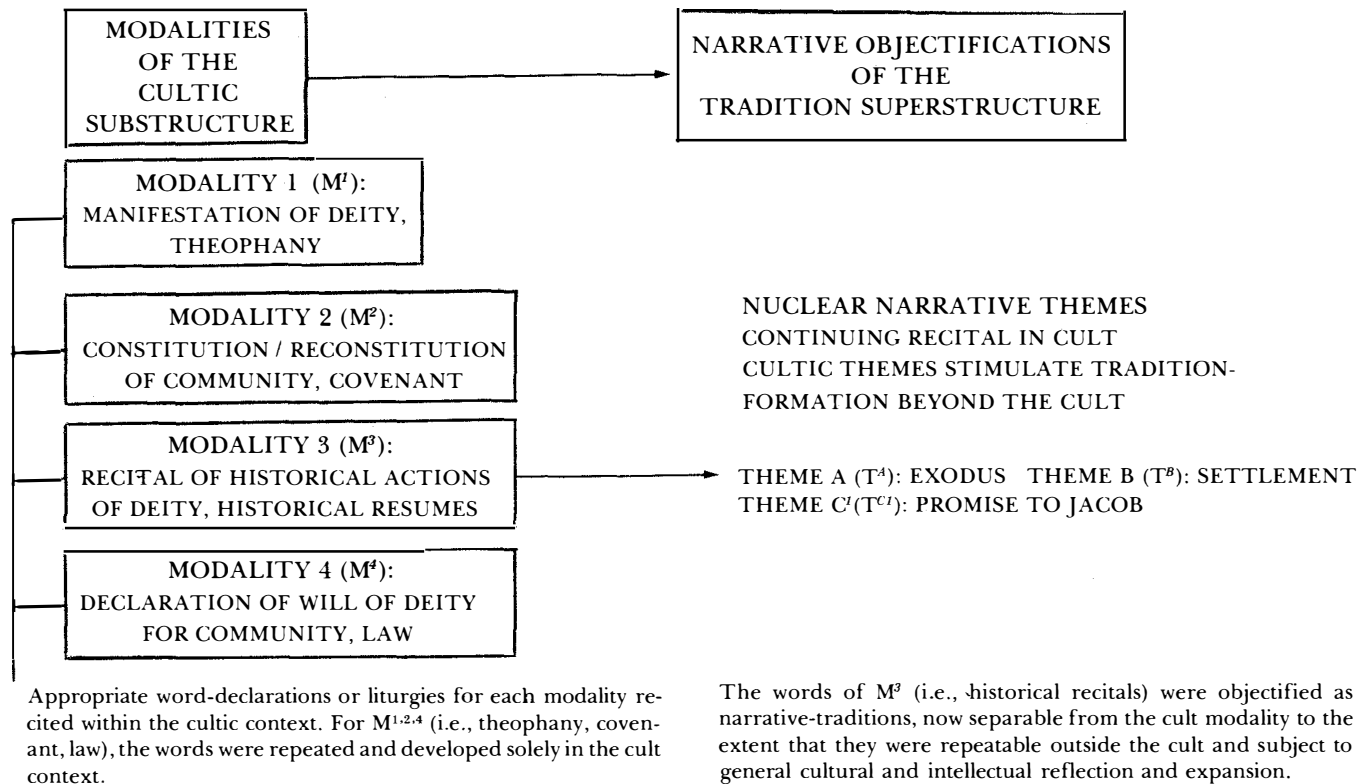 MODALITIES
OF THE
CULTIC
SUBSTRUCTURE
NARRATIVE OBJECTIFICATIONS
OF THE
TRADITION SUPERSTRUCTURE
MODALITY 1 (M¹):
MANIFESTATION OF DEITY,
THEOPHANY
MODALITY 2 (M²):
CONSTITUTION / RECONSTITUTION
OF COMMUNITY, COVENANT
NUCLEAR NARRATIVE THEMES
CONTINUING RECITAL IN CULT
CULTIC THEMES STIMULATE TRADITION-
FORMATION BEYOND THE CULT
MODALITY 3 (M³):
RECITAL OF HISTORICAL ACTIONS
OF DEITY, HISTORICAL RESUMES
THEME A (Tᴬ): EXODUS THEME B (Tᴮ): SETTLEMENT
THEME C¹(Tᶜ¹): PROMISE TO JACOB
MODALITY 4 (M⁴):
DECLARATION OF WILL OF DEITY
FOR COMMUNITY, LAW
Appropriate word-declarations or liturgies for each modality re-
cited within the cultic context. For M¹·²·⁴ (i.e., theophany, coven-
ant, law), the words were repeated and developed solely in the cult
context.
The words of M³ (i.e., historical recitals) were objectified as
narrative-traditions, now separable from the cult modality to the
extent that they were repeatable outside the cult and subject to
general cultural and intellectual reflection and expansion.